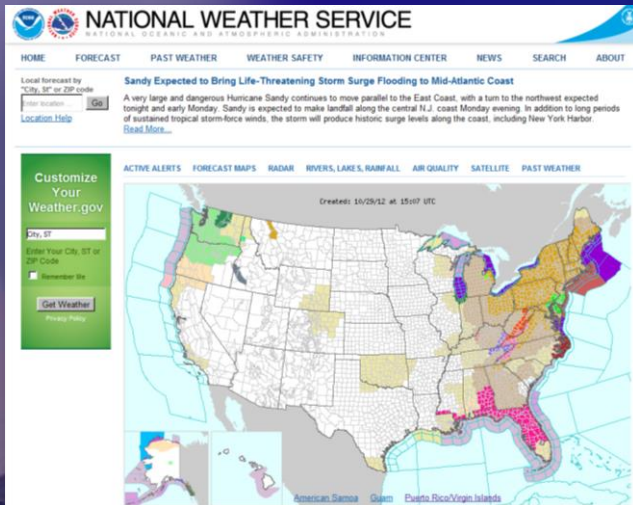 NATIONAL WEATHER SERVICE
NATIONAL OCEANIC AND ATMOSPHERIC ADMINISTRATION
HOME FORECAST PAST WEATHER WEATHER SAFETY INFORMATION CENTER NEWS SEARCH ABOUT
Local forecast by
"City, St" or ZIP code
Enter location ... Go
Location Help
Sandy Expected to Bring Life-Threatening Storm Surge Flooding to Mid-Atlantic Coast
A very large and dangerous Hurricane Sandy continues to move parallel to the East Coast, with a turn to the northwest expected
tonight and early Monday. Sandy is expected to make landfall along the central N.J. coast Monday evening. In addition to long periods
of sustained tropical storm-force winds, the storm will produce historic surge levels along the coast, including New York Harbor.
Read More...
Customize
Your
Weather.gov
City, ST
Enter Your City, ST or
ZIP Code
Remember Me
Get Weather
Privacy Policy
ACTIVE ALERTS FORECAST MAPS RADAR RIVERS, LAKES, RAINFALL AIR QUALITY SATELLITE PAST WEATHER
Created: 10/29/12 at 15:07 UTC
American Samoa Guam Puerto Rico/Virgin Islands